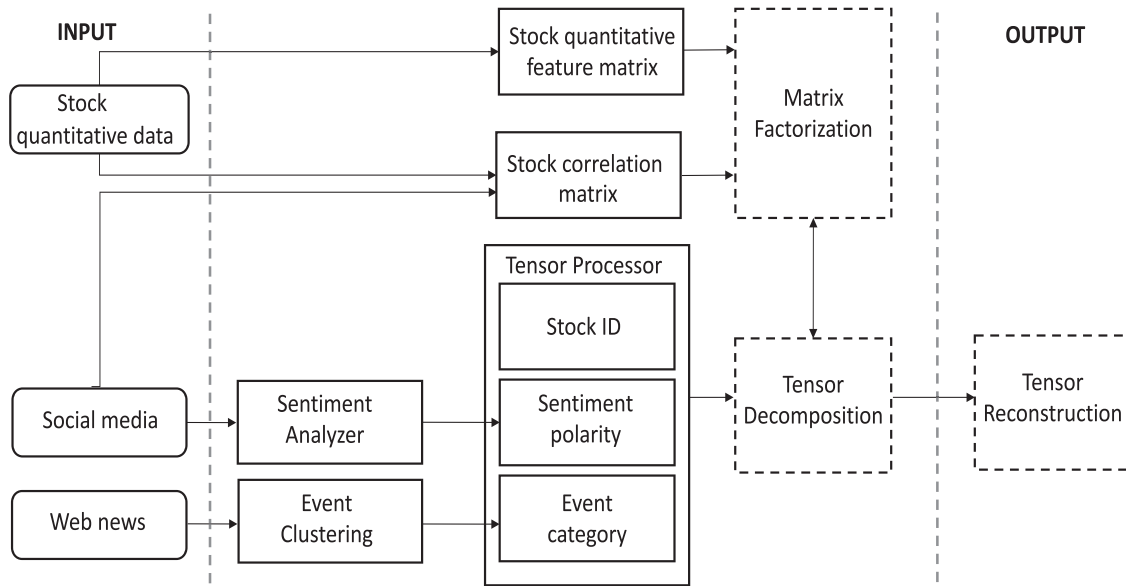 INPUT
OUTPUT
Stock quantitative
feature matrix
Stock
quantitative data
Matrix
Factorization
Stock correlation
matrix
Tensor Processor
Stock ID
Social media
Sentiment
Analyzer
Sentiment
polarity
Tensor
Decomposition
Tensor
Reconstruction
Web news
Event
Clustering
Event
category